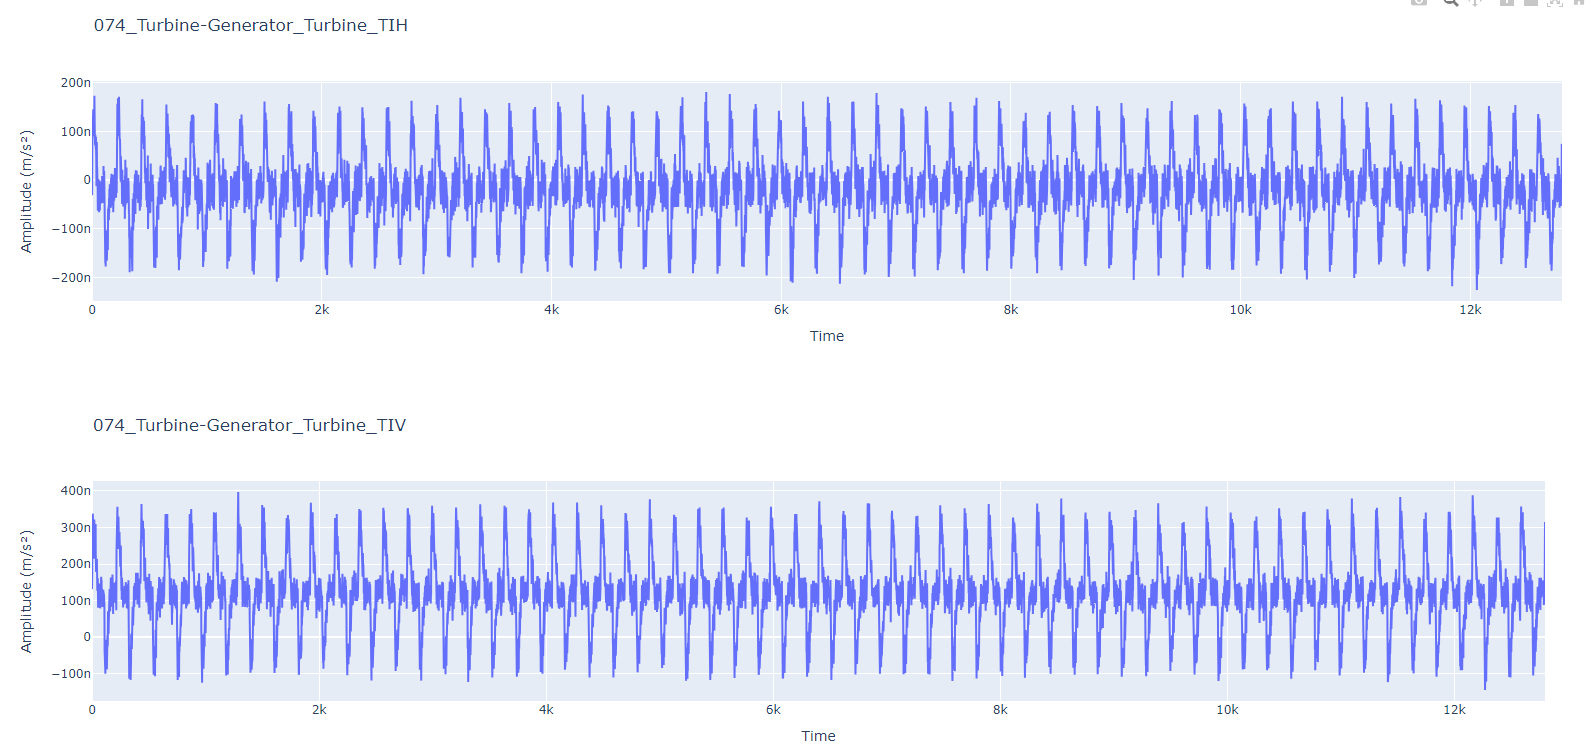 074_Turbine-Generator_Turbine_TIH
200n
100n
0
−100n
−200n
Amplitude (m/s²)
0 2k 4k 6k 8k 10k 12k
Time
074_Turbine-Generator_Turbine_TIV
400n
300n
200n
100n
0
−100n
Amplitude (m/s²)
0 2k 4k 6k 8k 10k 12k
Time